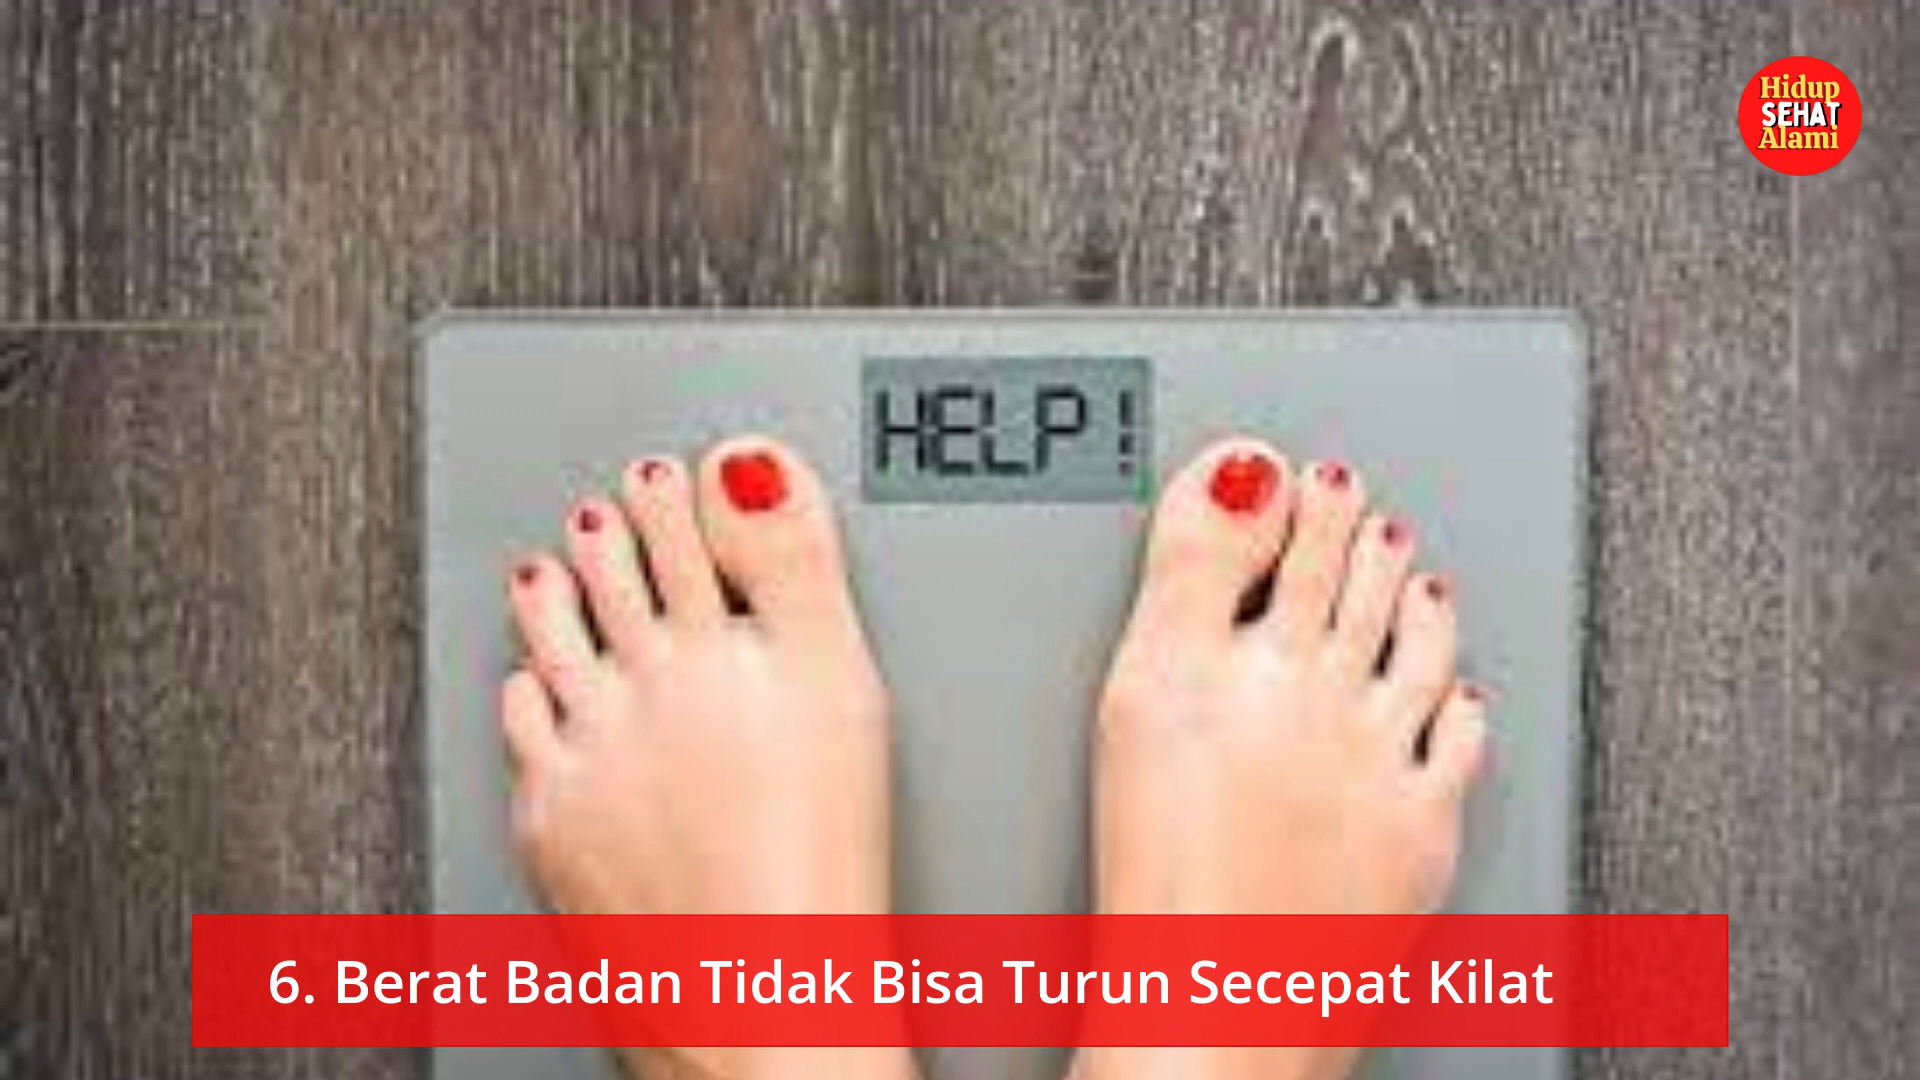 Hidup
SEHAT
Alami
HELP!
6. Berat Badan Tidak Bisa Turun Secepat Kilat